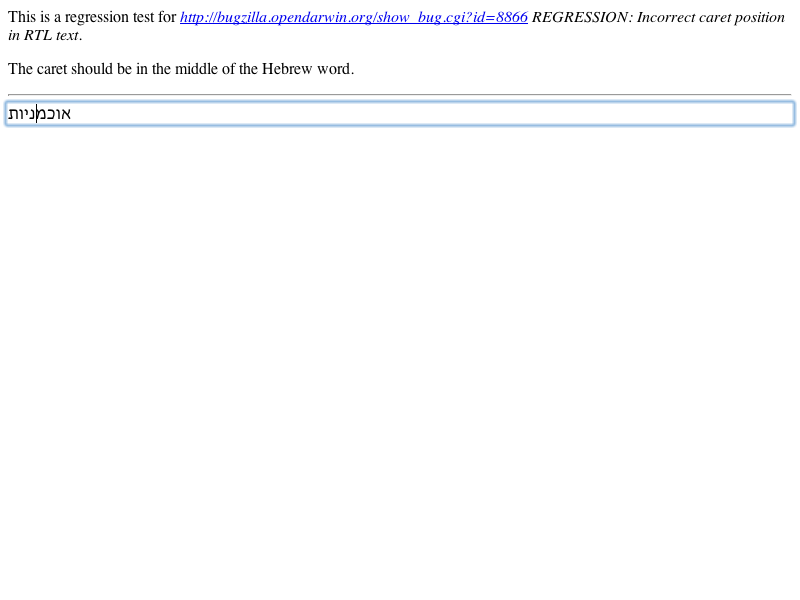 This is a regression test for http://bugzilla.opendarwin.org/show_bug.cgi?id=8866 REGRESSION: Incorrect caret position
in RTL text.
The caret should be in the middle of the Hebrew word.
אוכמניות